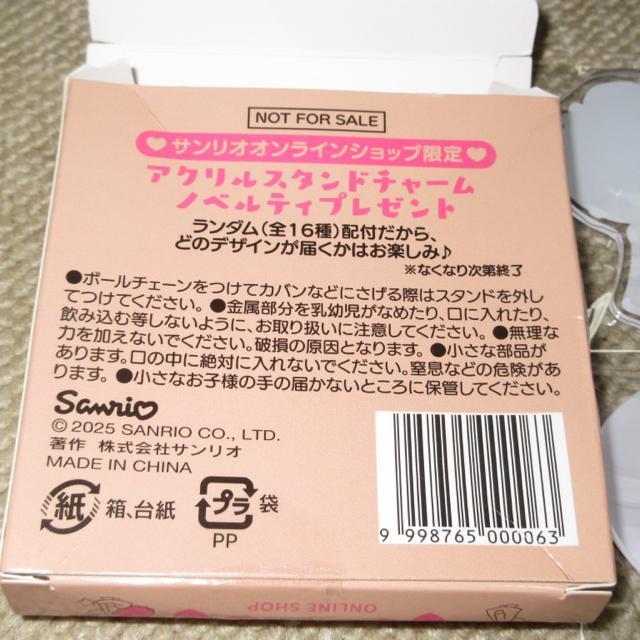 NOT FOR SALE
♥サンリオオンラインショップ限定♥
アクリルスタンドチャーム
ノベルティプレゼント
ランダム(全16種)配付だから、
どのデザインが届くかはお楽しみ♪
※なくなり次第終了
●ボールチェーンをつけてカバンなどにさげる際はスタンドを外し
てつけてください。●金属部分を乳幼児がなめたり、口に入れたり、
飲み込む等しないように、お取り扱いに注意してください。●無理な
力を加えないでください。破損の原因となります。●小さな部品が
あります。口の中に絶対に入れないでください。窒息などの危険があ
ります。●小さなお子様の手の届かないところに保管してください。
Sanrio
© 2025 SANRIO CO., LTD.
著作 株式会社サンリオ
MADE IN CHINA
紙 箱、台紙
プラ 袋
PP
9 998765 000063
ONLINE SHOP